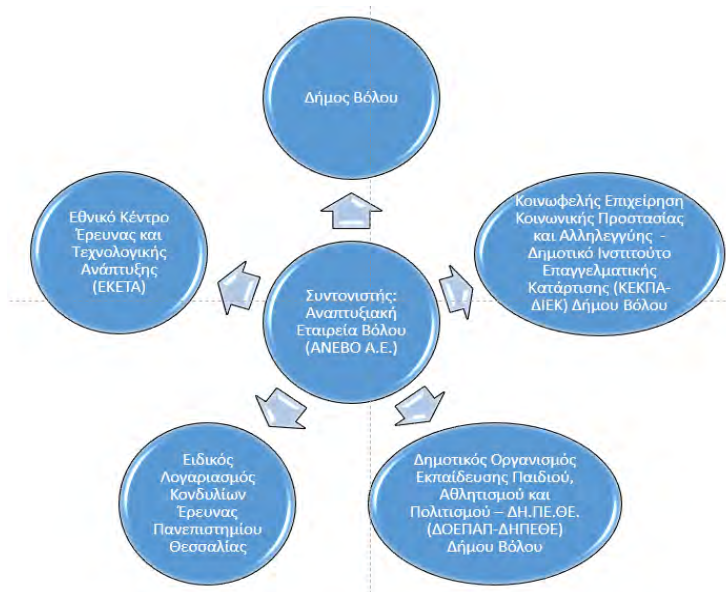 Δήμος Βόλου
Εθνικό Κέντρο
Έρευνας και
Τεχνολογικής
Ανάπτυξης
(ΕΚΕΤΑ)
Κοινωφελής Επιχείρηση
Κοινωνικής Προστασίας
και Αλληλεγγύης -
Δημοτικό Ινστιτούτο
Επαγγελματικής
Κατάρτισης (ΚΕΚΠΑ-
ΔΙΕΚ) Δήμου Βόλου
Συντονιστής:
Αναπτυξιακή
Εταιρεία Βόλου
(ΑΝΕΒΟ Α.Ε.)
Ειδικός
Λογαριασμός
Κονδυλίων
Έρευνας
Πανεπιστημίου
Θεσσαλίας
Δημοτικός Οργανισμός
Εκπαίδευσης Παιδιού,
Αθλητισμού και
Πολιτισμού – ΔΗ.ΠΕ.ΘΕ.
(ΔΟΕΠΑΠ-ΔΗΠΕΘΕ)
Δήμου Βόλου